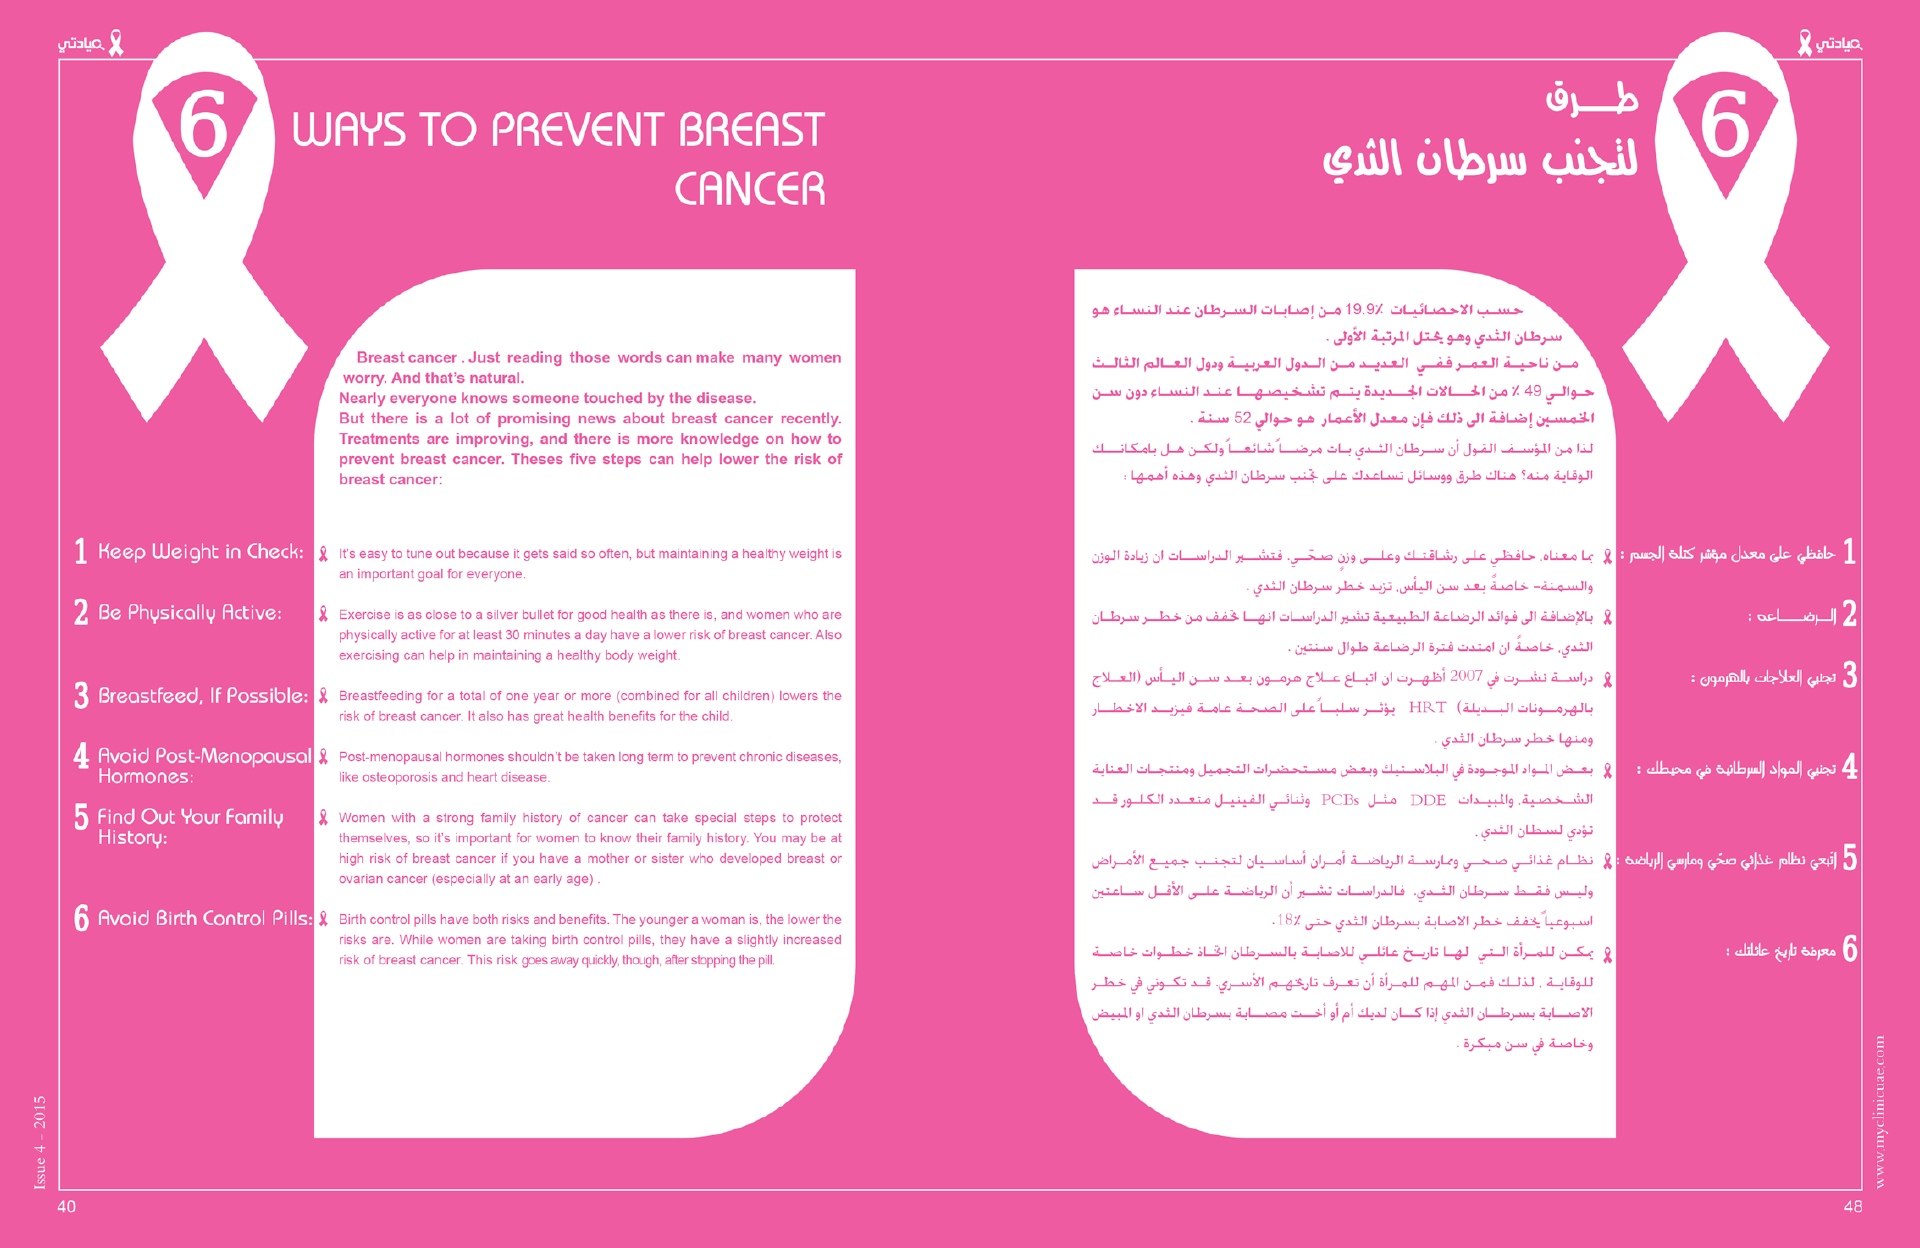 عيادتي
6
WAYS TO PREVENT BREAST
CANCER
Breast cancer . Just reading those words can make many women
worry. And that's natural.
Nearly everyone knows someone touched by the disease.
But there is a lot of promising news about breast cancer recently.
Treatments are improving, and there is more knowledge on how to
prevent breast cancer. Theses five steps can help lower the risk of
breast cancer:
1 Keep Weight in Check:
It's easy to tune out because it gets said so often, but maintaining a healthy weight is
an important goal for everyone.
2 Be Physically Active:
Exercise is as close to a silver bullet for good health as there is, and women who are
physically active for at least 30 minutes a day have a lower risk of breast cancer. Also
exercising can help in maintaining a healthy body weight.
3 Breastfeed, If Possible:
Breastfeeding for a total of one year or more (combined for all children) lowers the
risk of breast cancer. It also has great health benefits for the child.
4 Avoid Post-Menopausal
Hormones:
Post-menopausal hormones shouldn't be taken long term to prevent chronic diseases,
like osteoporosis and heart disease.
5 Find Out Your Family
History:
Women with a strong family history of cancer can take special steps to protect
themselves, so it's important for women to know their family history. You may be at
high risk of breast cancer if you have a mother or sister who developed breast or
ovarian cancer (especially at an early age) .
6 Avoid Birth Control Pills:
Birth control pills have both risks and benefits. The younger a woman is, the lower the
risks are. While women are taking birth control pills, they have a slightly increased
risk of breast cancer. This risk goes away quickly, though, after stopping the pill.
Issue 4 – 2015
40
عيادتي
6
طــرق
لتجنب سرطان الثدي
حسب الاحصائيات 19.9٪ من إصابات السرطان عند النساء هو
سرطان الثدي وهو يحتل المرتبة الأولى .
من ناحية العمر ففي العديد من الدول العربية ودول العالم الثالث
حوالي 49 ٪ من الحالات الجديدة يتم تشخيصها عند النساء دون سن
الخمسين إضافة الى ذلك فإن معدل الأعمار هو حوالي 52 سنة .
لذا من المؤسف القول أن سرطان الثدي بات مرضاً شائعاً ولكن هل بامكانك
الوقاية منه؟ هناك طرق ووسائل تساعدك على تجنب سرطان الثدي وهذه أهمها :
1 حافظي على معدل مؤشر كتلة الجسم :
بما معناه، حافظي على رشاقتك وعلى وزنٍ صحّي. فتشير الدراسات ان زيادة الوزن
والسمنة- خاصةً بعد سن اليأس، تزيد خطر سرطان الثدي .
2 الــرضــــاعة :
بالإضافة الى فوائد الرضاعة الطبيعية تشير الدراسات انها تخفف من خطر سرطان
الثدي، خاصةً ان امتدت فترة الرضاعة طوال سنتين .
3 تجنبي العلاجات بالهرمون :
دراسة نشرت في 2007 أظهرت ان اتباع علاج هرمون بعد سن اليأس (العلاج
بالهرمونات البديلة) HRT يؤثر سلباً على الصحة عامة فيزيد الاخطار
ومنها خطر سرطان الثدي .
4 تجنبي المواد السرطانية في محيطك :
بعض المواد الموجودة في البلاستيك وبعض مستحضرات التجميل ومنتجات العناية
الشخصية، والمبيدات DDE مثل PCBs وثنائي الفينيل متعدد الكلور قد
تؤدي لسطان الثدي .
5 إتّبعي نظام غذائي صحّي ومارسي الرياضة :
نظام غذائي صحي وممارسة الرياضة أمران أساسيان لتجنب جميع الأمراض
وليس فقط سرطان الثدي. فالدراسات تشير أن الرياضة على الأقل ساعتين
اسبوعياً يخفف خطر الاصابة بسرطان الثدي حتى 18٪.
6 معرفة تاريخ عائلتك :
يمكن للمرأة التي لها تاريخ عائلي للاصابة بالسرطان اتخاذ خطوات خاصة
للوقاية , لذلك فمن المهم للمرأة أن تعرف تاريخهم الأسري. قد تكوني في خطر
الاصابة بسرطان الثدي إذا كان لديك أم أو أخت مصابة بسرطان الثدي او المبيض
وخاصة في سن مبكرة .
www.myclinicuae.com
48